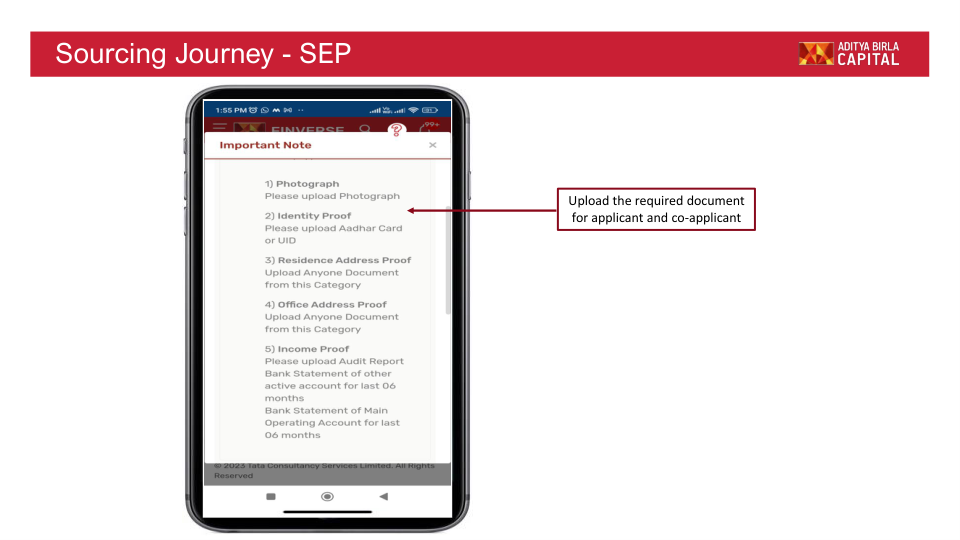 Sourcing Journey - SEP
ADITYA BIRLA
CAPITAL
1:55 PM
FINVERSE
99+
Important Note
×
1) Photograph
Please upload Photograph
2) Identity Proof
Please upload Aadhar Card
or UID
3) Residence Address Proof
Upload Anyone Document
from this Category
4) Office Address Proof
Upload Anyone Document
from this Category
5) Income Proof
Please upload Audit Report
Bank Statement of other
active account for last 06
months
Bank Statement of Main
Operating Account for last
06 months
© 2023 Tata Consultancy Services Limited. All Rights
Reserved
Upload the required document
for applicant and co-applicant